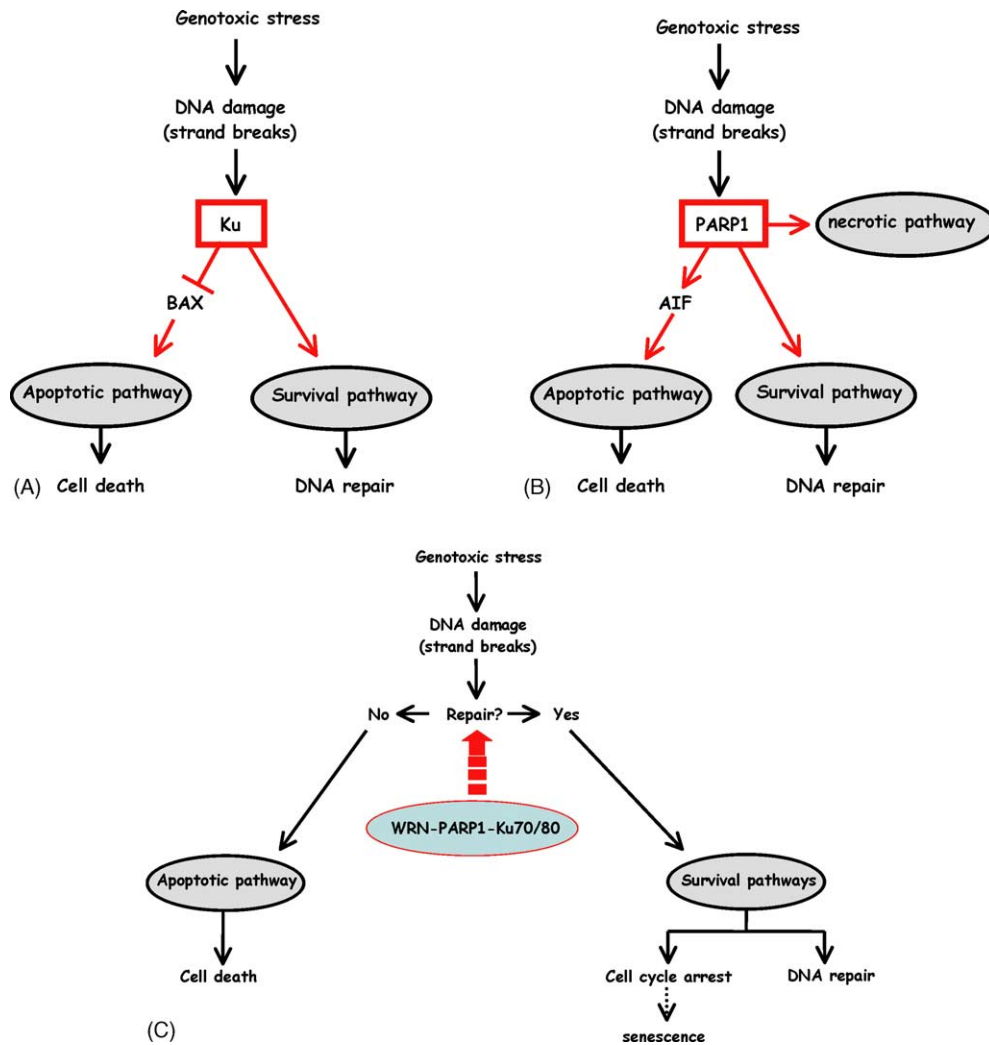 Genotoxic stress
DNA damage
(strand breaks)
Ku
BAX
Apoptotic pathway
Survival pathway
Cell death
DNA repair
(A)
Genotoxic stress
DNA damage
(strand breaks)
PARP1
necrotic pathway
AIF
Apoptotic pathway
Survival pathway
Cell death
DNA repair
(B)
Genotoxic stress
DNA damage
(strand breaks)
No
Repair?
Yes
WRN-PARP1-Ku70/80
Apoptotic pathway
Survival pathways
Cell death
Cell cycle arrest
DNA repair
senescence
(C)